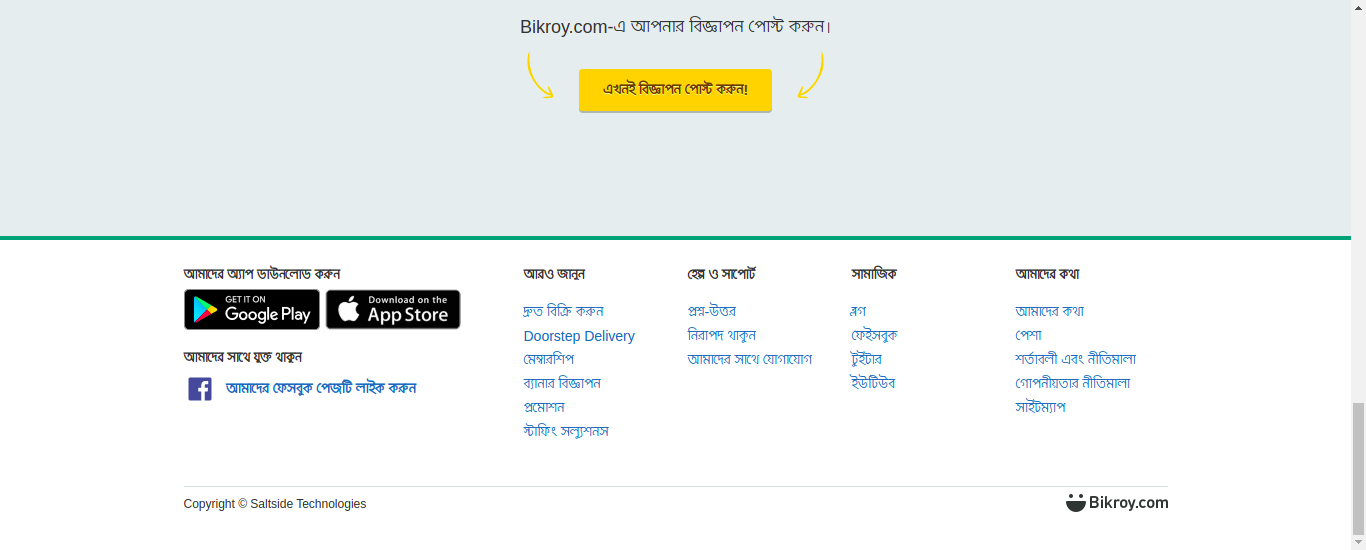 Bikroy.com-এ আপনার বিজ্ঞাপন পোস্ট করুন।
এখনই বিজ্ঞাপন পোস্ট করুন!
আমাদের অ্যাপ ডাউনলোড করুন
GET IT ON
Google Play
Download on the
App Store
আমাদের সাথে যুক্ত থাকুন
আমাদের ফেসবুক পেজটি লাইক করুন
আরও জানুন
দ্রুত বিক্রি করুন
Doorstep Delivery
মেম্বারশিপ
ব্যানার বিজ্ঞাপন
প্রমোশন
স্টাফিং সল্যুশনস
হেল্প ও সাপোর্ট
প্রশ্ন-উত্তর
নিরাপদ থাকুন
আমাদের সাথে যোগাযোগ
সামাজিক
ব্লগ
ফেইসবুক
টুইটার
ইউটিউব
আমাদের কথা
আমাদের কথা
পেশা
শর্তাবলী এবং নীতিমালা
গোপনীয়তার নীতিমালা
সাইটম্যাপ
Copyright © Saltside Technologies
Bikroy.com